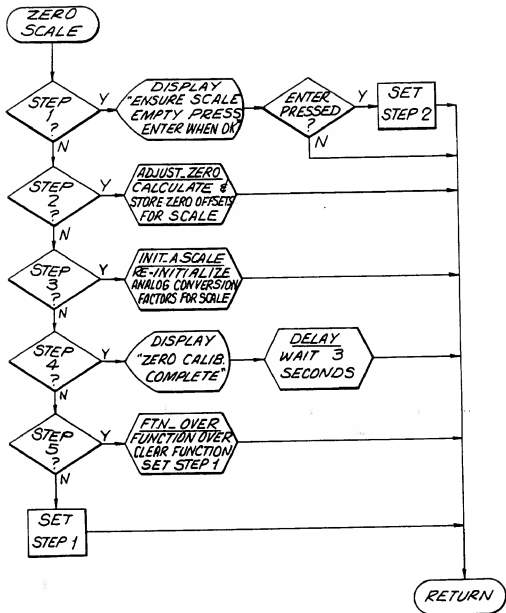 ZERO
SCALE
STEP
1
?
Y
N
DISPLAY
"ENSURE SCALE
EMPTY PRESS
ENTER WHEN OK"
ENTER
PRESSED
?
Y
N
SET
STEP 2
STEP
2
?
Y
N
ADJUST_ZERO
CALCULATE &
STORE ZERO OFFSETS
FOR SCALE
STEP
3
?
Y
N
INIT_A SCALE
RE-INITIALIZE
ANALOG CONVERSION
FACTORS FOR SCALE
STEP
4
?
Y
N
DISPLAY
"ZERO CALIB.
COMPLETE"
DELAY
WAIT 3
SECONDS
STEP
5
?
Y
N
FTN_OVER
FUNCTION OVER
CLEAR FUNCTION
SET STEP 1
SET
STEP 1
RETURN